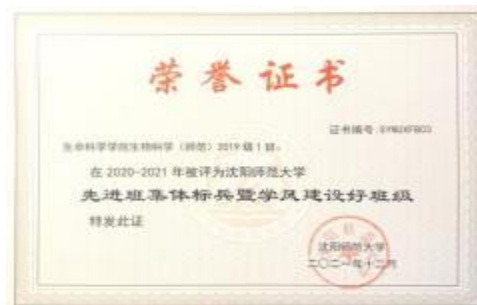 荣誉证书
证书编号:SYNUXFB03
生命科学学院生物科学(师范)2019级1班:
在 2020-2021 年被评为沈阳师范大学
先进班集体标兵暨学风建设好班级
特发此证
沈阳师范大学
二〇二一年十二月